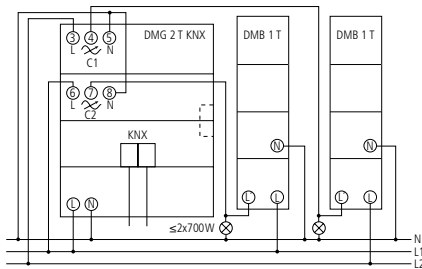 3 4 5 DMG 2 T KNX DMB 1 T DMB 1 T
L N
C1
6 7 8
L N
C2
KNX
N N
L N L L L L
≤2x700W
N
L1
L2